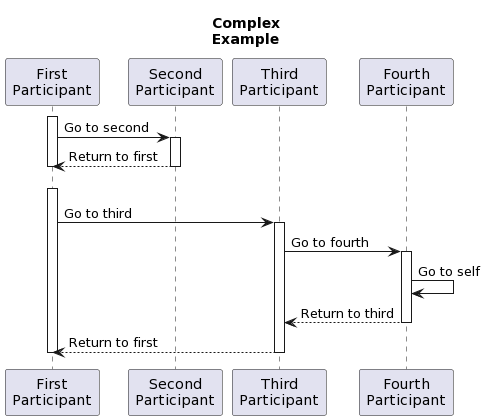 Complex
Example
First
Participant
Second
Participant
Third
Participant
Fourth
Participant
Go to second
Return to first
Go to third
Go to fourth
Go to self
Return to third
Return to first
First
Participant
Second
Participant
Third
Participant
Fourth
Participant